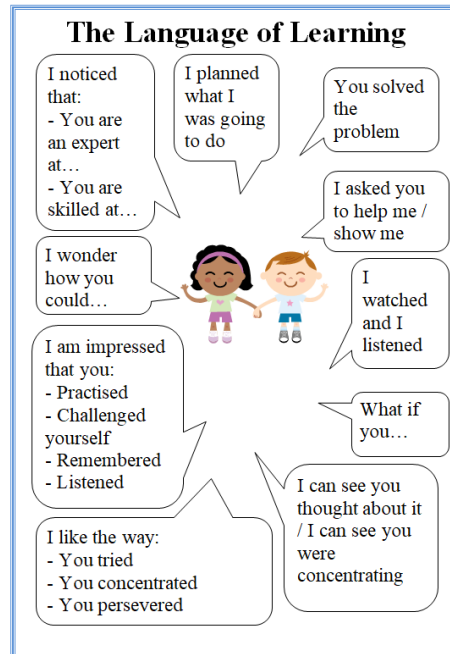 The Language of Learning
I noticed
that:
- You are
an expert
at…
- You are
skilled at…
I planned
what I
was going
to do
You solved
the
problem
I asked you
to help me /
show me
I wonder
how you
could…
I
watched
and I
listened
I am impressed
that you:
- Practised
- Challenged
yourself
- Remembered
- Listened
What if
you…
I can see you
thought about it
/ I can see you
were
concentrating
I like the way:
- You tried
- You concentrated
- You persevered